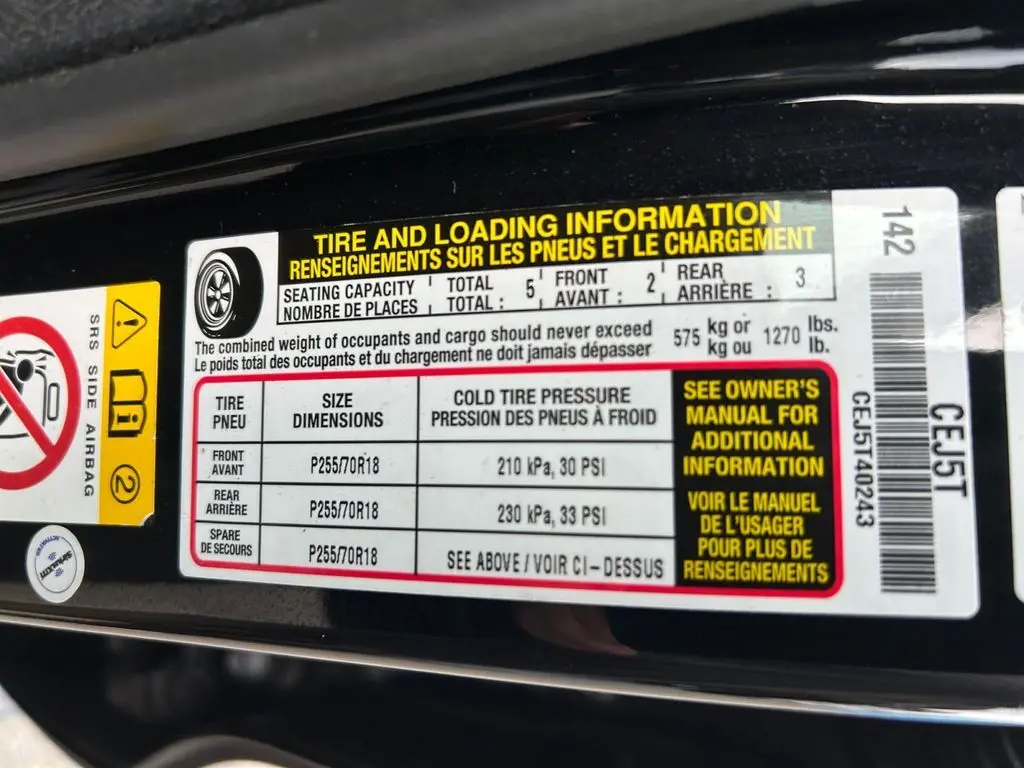 TIRE AND LOADING INFORMATION
RENSEIGNEMENTS SUR LES PNEUS ET LE CHARGEMENT
SEATING CAPACITY TOTAL 5 FRONT 2 REAR 3
NOMBRE DE PLACES TOTAL : AVANT : ARRIÈRE :
The combined weight of occupants and cargo should never exceed 575 kg or 1270 lbs.
Le poids total des occupants et du chargement ne doit jamais dépasser kg ou lb.
TIRE SIZE COLD TIRE PRESSURE
PNEU DIMENSIONS PRESSION DES PNEUS À FROID
FRONT
AVANT P255/70R18 210 kPa, 30 PSI
REAR
ARRIÈRE P255/70R18 230 kPa, 33 PSI
SPARE
DE SECOURS P255/70R18 SEE ABOVE / VOIR CI–DESSUS
SEE OWNER'S
MANUAL FOR
ADDITIONAL
INFORMATION
VOIR LE MANUEL
DE L'USAGER
POUR PLUS DE
RENSEIGNEMENTS
142
CEJ5T
CEJ5T40243
SRS SIDE AIRBAG
2
SiriusXM